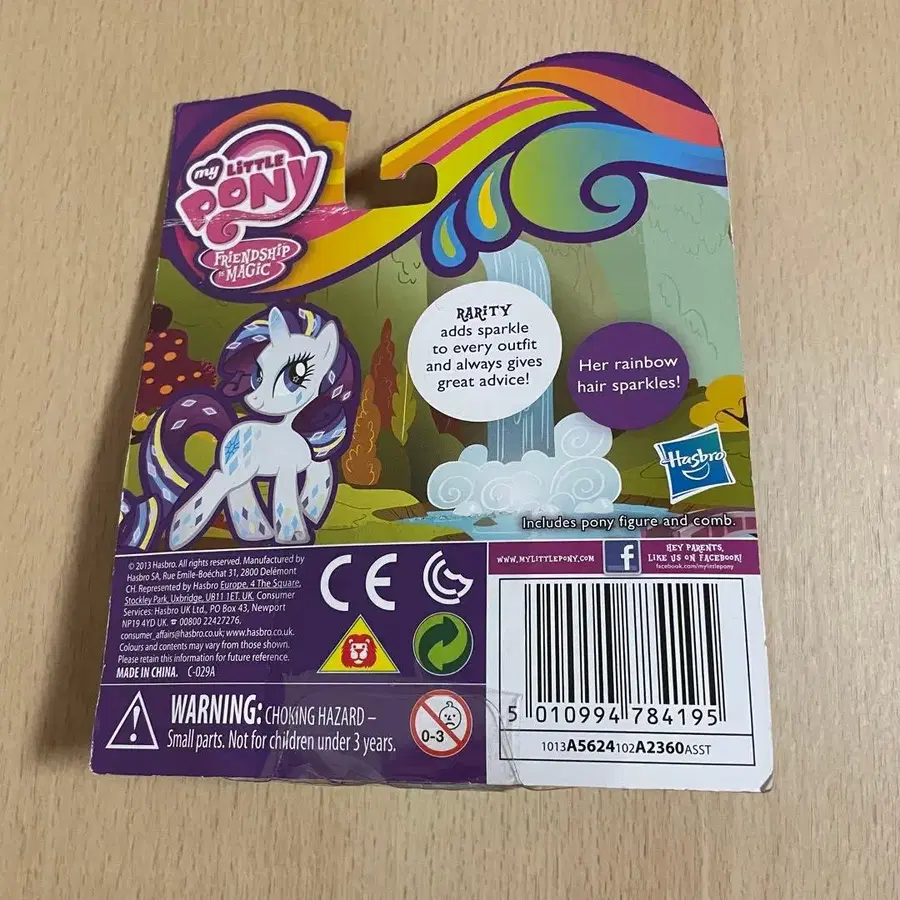 my LiTTLE
PONY
FRiENDSHiP
is MAGiC
RARiTY
adds sparkle
to every outfit
and always gives
great advice!
Her rainbow
hair sparkles!
Hasbro
Includes pony figure and comb.
© 2013 Hasbro. All rights reserved. Manufactured by
Hasbro SA, Rue Emile-Boéchat 31, 2800 Delémont
CH. Represented by Hasbro Europe, 4 The Square,
Stockley Park, Uxbridge, UB11 1ET. UK. Consumer
Services: Hasbro UK Ltd., PO Box 43, Newport
NP19 4YD UK. ☎ 00800 22427276.
consumer_affairs@hasbro.co.uk; www.hasbro.co.uk.
Colours and contents may vary from those shown.
Please retain this information for future reference.
MADE IN CHINA. C-029A
CE
WARNING: CHOKING HAZARD –
Small parts. Not for children under 3 years.
0-3
WWW.MYLITTLEPONY.COM
f
HEY PARENTS,
LIKE US ON FACEBOOK!
facebook.com/mylittlepony
5 010994 784195
1013A5624102A2360ASST